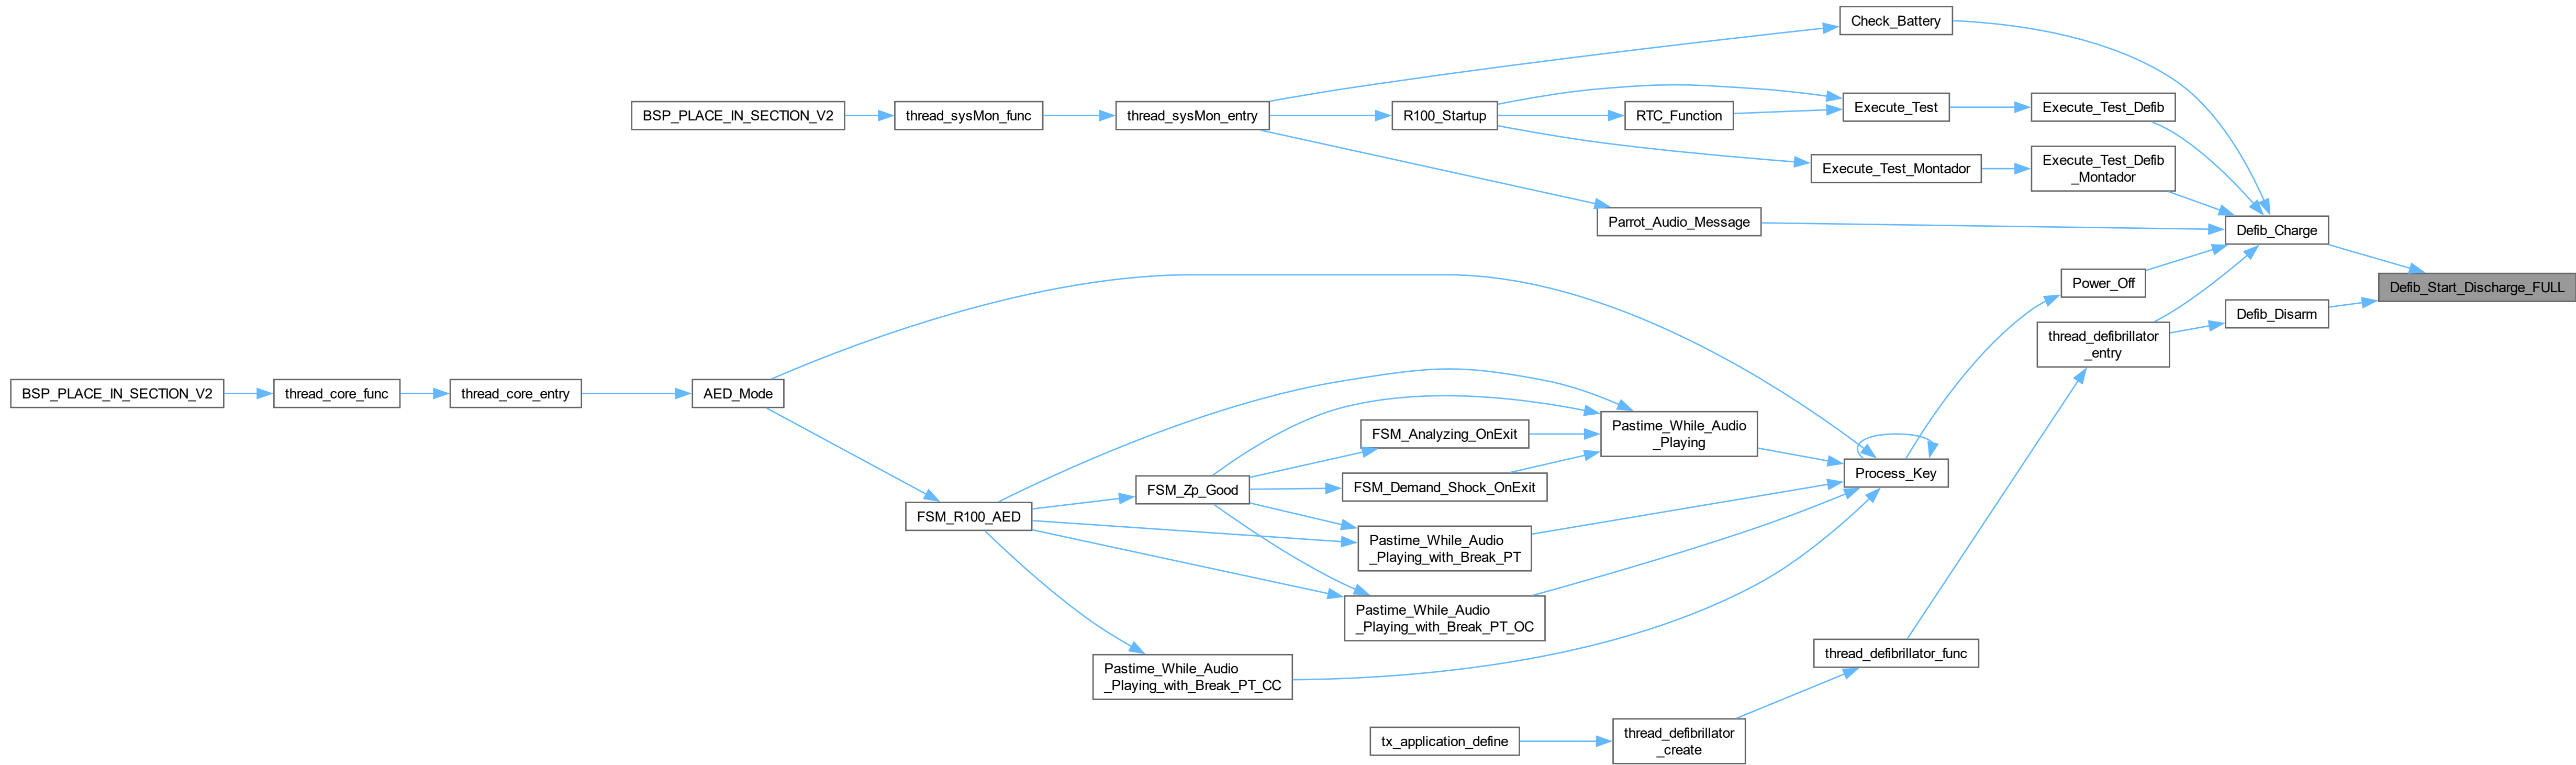 Check_Battery
BSP_PLACE_IN_SECTION_V2
thread_sysMon_func
thread_sysMon_entry
R100_Startup
RTC_Function
Execute_Test
Execute_Test_Defib
Execute_Test_Montador
Execute_Test_Defib
_Montador
Parrot_Audio_Message
Defib_Charge
Power_Off
Defib_Start_Discharge_FULL
Defib_Disarm
thread_defibrillator
_entry
BSP_PLACE_IN_SECTION_V2
thread_core_func
thread_core_entry
AED_Mode
FSM_Analyzing_OnExit
Pastime_While_Audio
_Playing
Process_Key
FSM_Zp_Good
FSM_Demand_Shock_OnExit
FSM_R100_AED
Pastime_While_Audio
_Playing_with_Break_PT
Pastime_While_Audio
_Playing_with_Break_PT_OC
Pastime_While_Audio
_Playing_with_Break_PT_CC
thread_defibrillator_func
tx_application_define
thread_defibrillator
_create